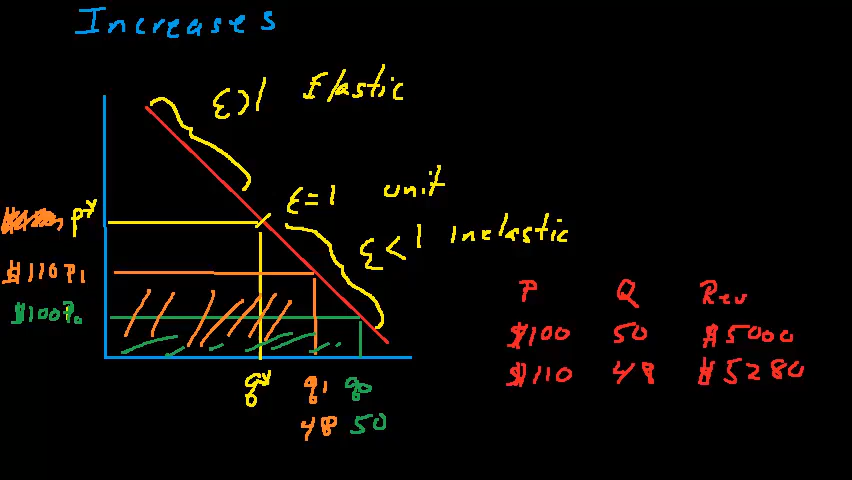 Increases
ε>1 Elastic
ε=1 unit
p*
ε<1 Inelastic
$110 P1
$100 P0
P Q Rev
$100 50 $5000
$110 48 $5280
q* q1 q0
48 50